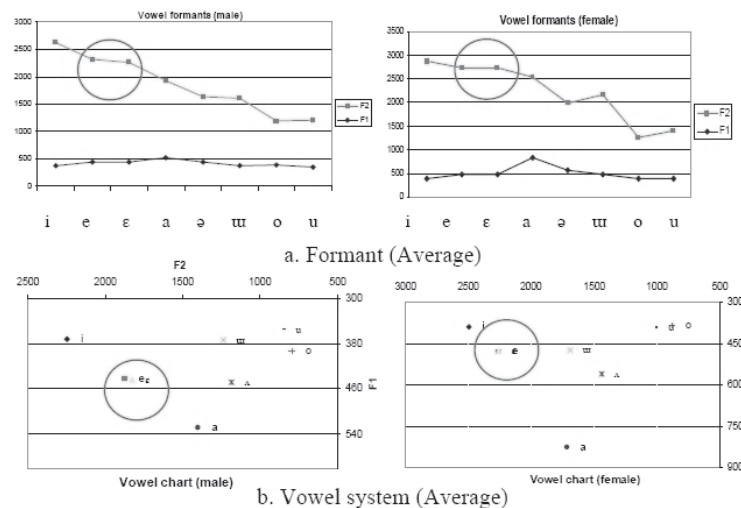 Vowel formants (male)
3000
2500
2000
1500
1000
500
0
F2
F1
i e ɛ a ə ɯ o u
Vowel formants (female)
3500
3000
2500
2000
1500
1000
500
0
F2
F1
i e ɛ a ə ɯ o u
a. Formant (Average)
F2
2500 2000 1500 1000 500
300
380
460
540
F1
i
u
ɯ
o
eɛ
ʌ
a
Vowel chart (male)
3000 2500 2000 1500 1000 500
300
450
600
750
900
i
o
e
ɯ
ʌ
a
Vowel chart (female)
b. Vowel system (Average)